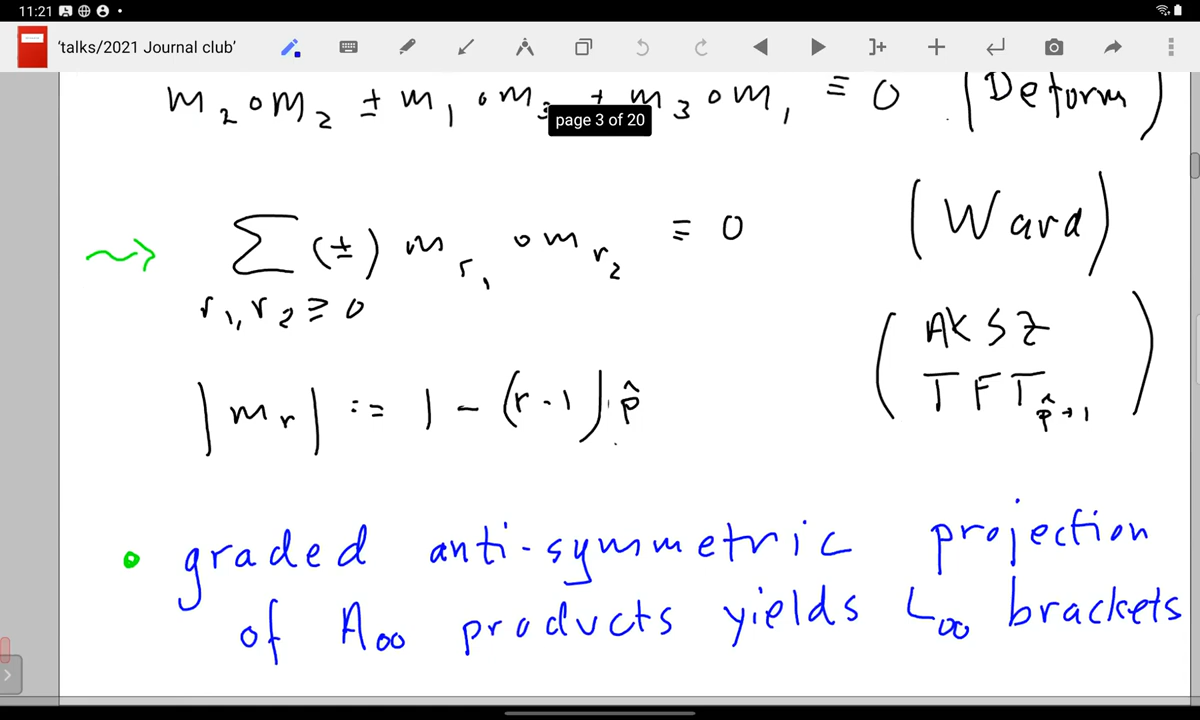 11:21
'talks/2021 Journal club'
m₂∘m₂ ± m₁∘m₃ + m₃∘m₁ ≡ 0 (Deform)
page 3 of 20
∑ (±) m_{r₁} ∘ m_{r₂} ≡ 0 (Ward)
r₁, r₂ ≥ 0
(AKSZ
TFT_{p̂+1})
|m_r| := 1 - (r-1)·p̂
• graded anti-symmetric projection
of A∞ products yields L∞ brackets